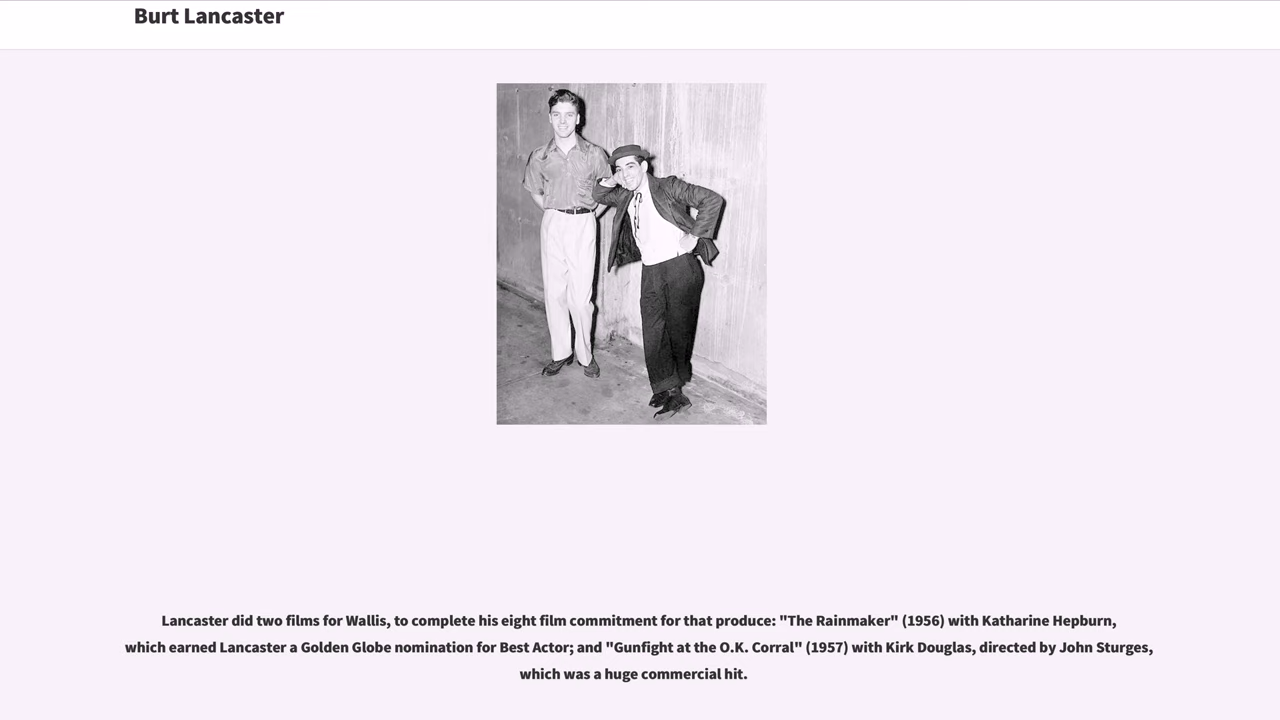 Burt Lancaster
Lancaster did two films for Wallis, to complete his eight film commitment for that produce: "The Rainmaker" (1956) with Katharine Hepburn,
which earned Lancaster a Golden Globe nomination for Best Actor; and "Gunfight at the O.K. Corral" (1957) with Kirk Douglas, directed by John Sturges,
which was a huge commercial hit.